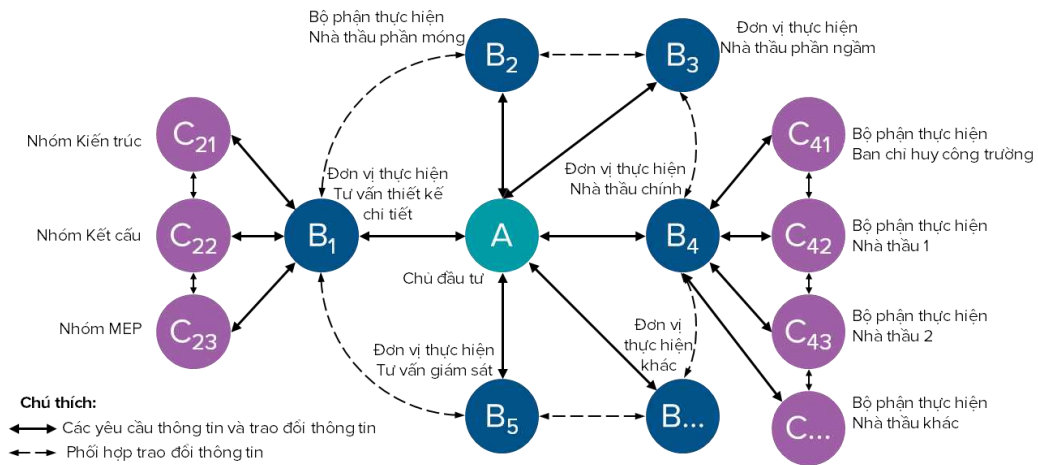 Bộ phận thực hiện
Nhà thầu phần móng
B2
B3
Đơn vị thực hiện
Nhà thầu phần ngầm
Nhóm Kiến trúc
C21
Đơn vị thực hiện
Tư vấn thiết kế
chi tiết
Đơn vị thực hiện
Nhà thầu chính
C41
Bộ phận thực hiện
Ban chỉ huy công trường
Nhóm Kết cấu
C22
B1
A
Chủ đầu tư
B4
C42
Bộ phận thực hiện
Nhà thầu 1
Nhóm MEP
C23
Đơn vị thực hiện
Tư vấn giám sát
B5
Đơn vị
thực hiện
khác
B...
C43
Bộ phận thực hiện
Nhà thầu 2
C...
Bộ phận thực hiện
Nhà thầu khác
Chú thích:
Các yêu cầu thông tin và trao đổi thông tin
Phối hợp trao đổi thông tin